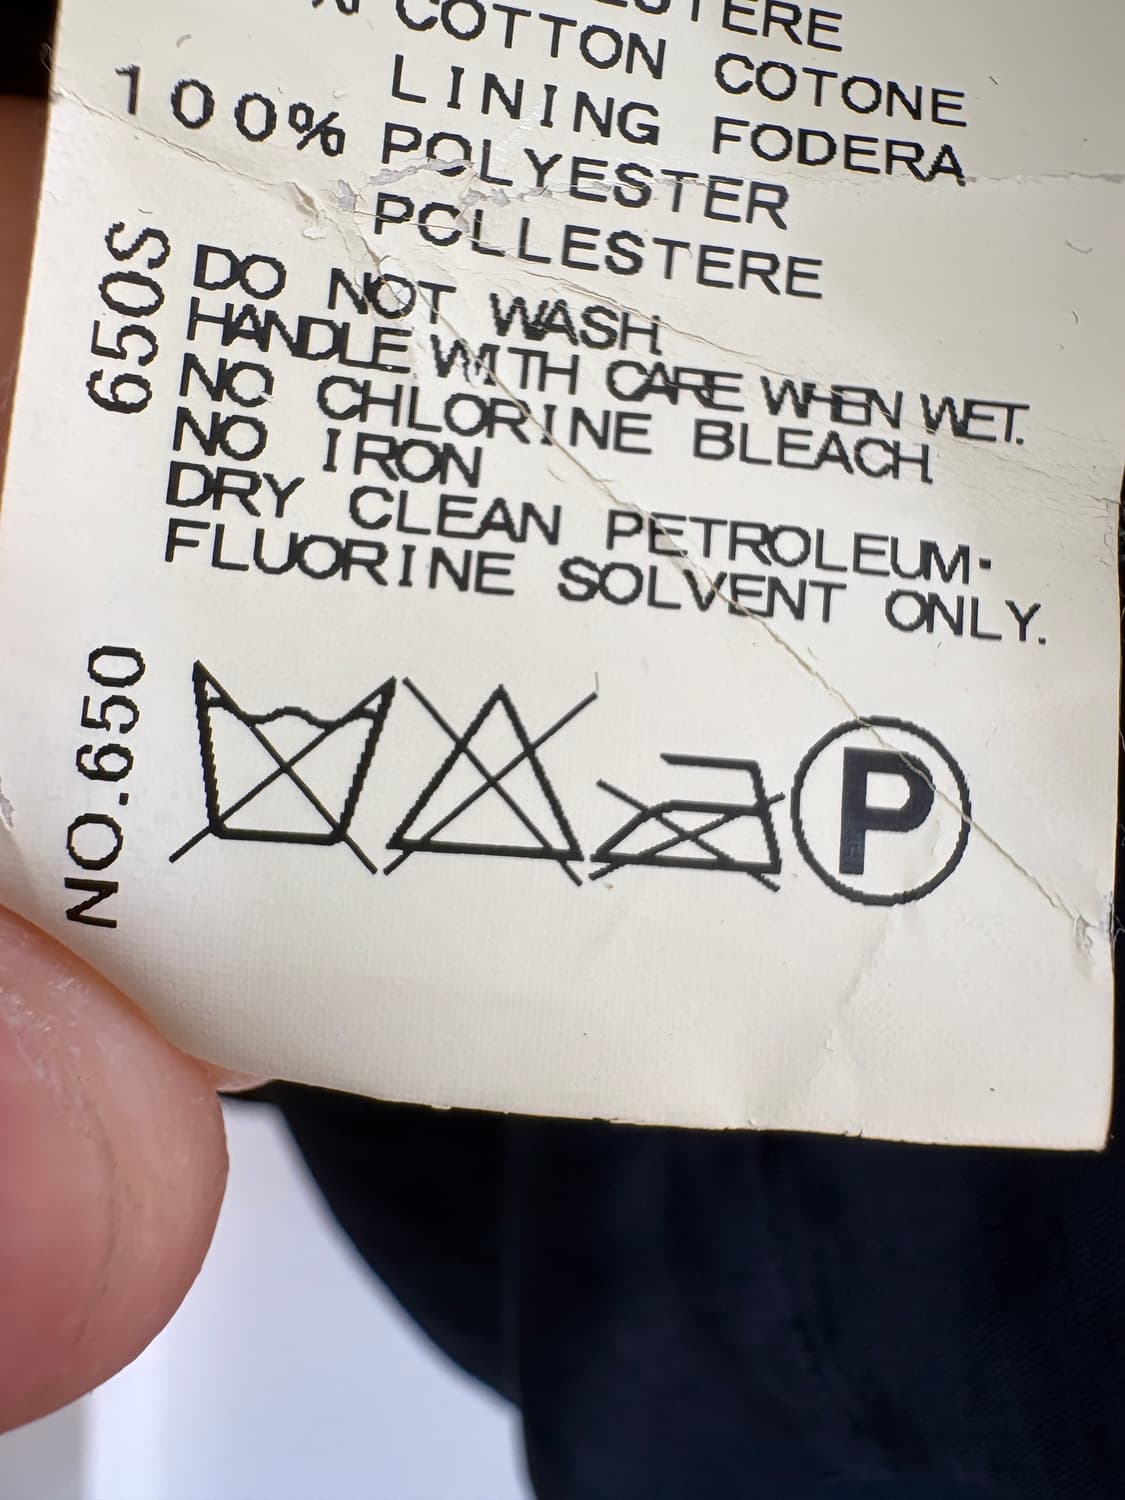 COTTON COTONE
LINING FODERA
100% POLYESTER
POLLESTERE
650S
DO NOT WASH
HANDLE WITH CARE WHEN WET.
NO CHLORINE BLEACH
NO IRON
DRY CLEAN PETROLEUM·
FLUORINE SOLVENT ONLY.
NO.650
P